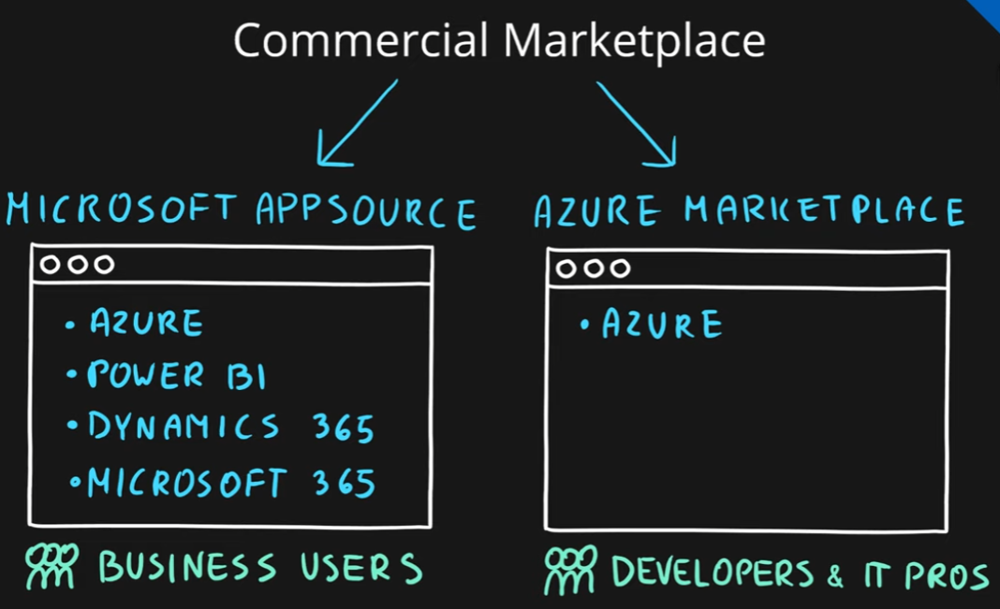 Commercial Marketplace
MICROSOFT APPSOURCE
• AZURE
• POWER BI
• DYNAMICS 365
• MICROSOFT 365
BUSINESS USERS
AZURE MARKETPLACE
• AZURE
DEVELOPERS & IT PROS